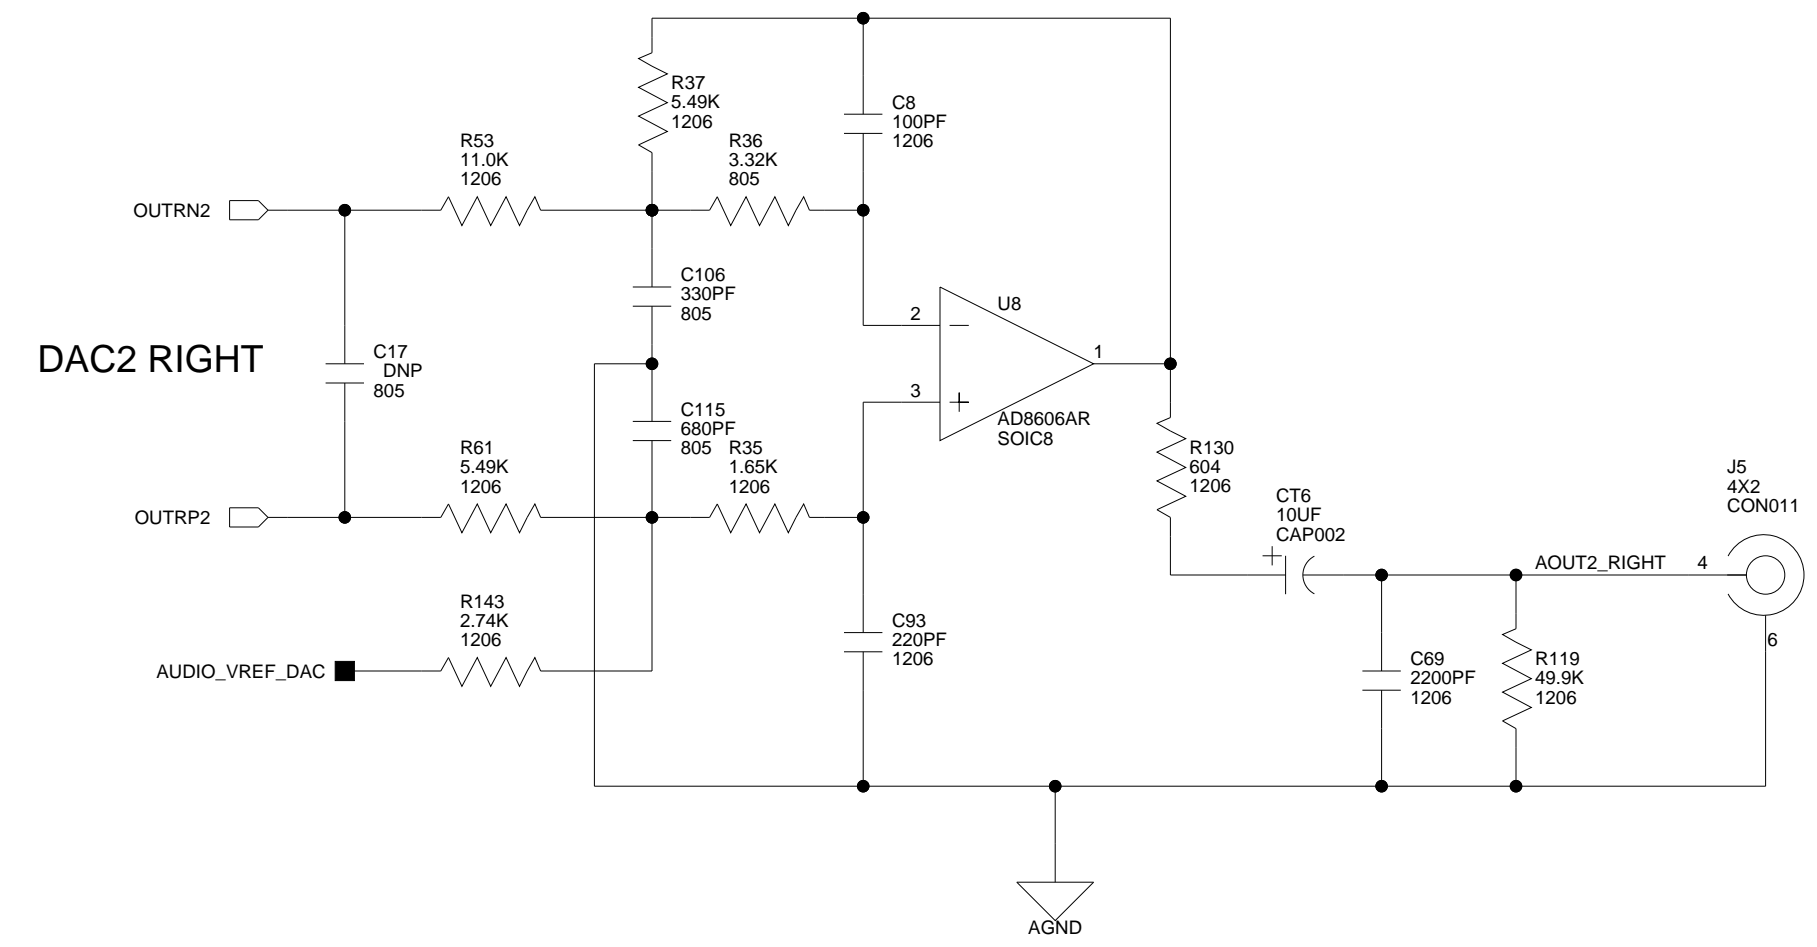 R37
5.49K
1206
C8
100PF
1206
R53
11.0K
1206
R36
3.32K
805
OUTRN2
C106
330PF
805
U8
2
1
3
AD8606AR
SOIC8
DAC2 RIGHT
C17
DNP
805
C115
680PF
805
R61
5.49K
1206
R35
1.65K
1206
OUTRP2
R130
604
1206
CT6
10UF
CAP002
J5
4X2
CON011
AOUT2_RIGHT
4
6
R143
2.74K
1206
AUDIO_VREF_DAC
C93
220PF
1206
C69
2200PF
1206
R119
49.9K
1206
AGND